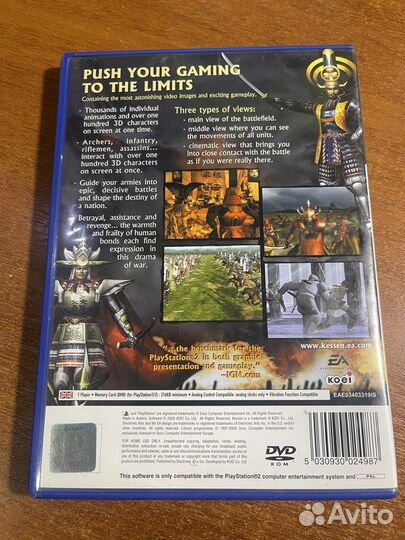 PUSH YOUR GAMING
TO THE LIMITS
Containing the most astonishing video images and exciting gameplay.
- Thousands of individual
animations and over one
hundred 3D characters
on screen at one time.
- Archers, infantry,
riflemen, assassins...
interact with over one
hundred 3D characters
on screen at once.
- Guide your armies into
epic, decisive battles
and shape the destiny of
a nation.
Betrayal, assistance and
revenge... the warmth
and frailty of human
bonds each find
expression in this drama
of war.
Three types of views:
- main view of the battlefield.
- middle view where you can see
the movements of all units.
- cinematic view that brings you
into close contact with the battle
as if you were really there.
"...the benchmark for the
PlayStation2 in both graphic
presentation and gameplay."
-IGN.com
www.kessen.ea.com
EA
KOEI
EAE03403319IS
1 Player • Memory Card (8MB) (for PlayStation2) • Analog Control Compatible: analog sticks only • Vibration Function Compatible
SONY
FOR HOME USE ONLY.
DVD
ROM
5 030930 024987
This software is only compatible with the PlayStation®2 computer entertainment system and
PAL
Avito